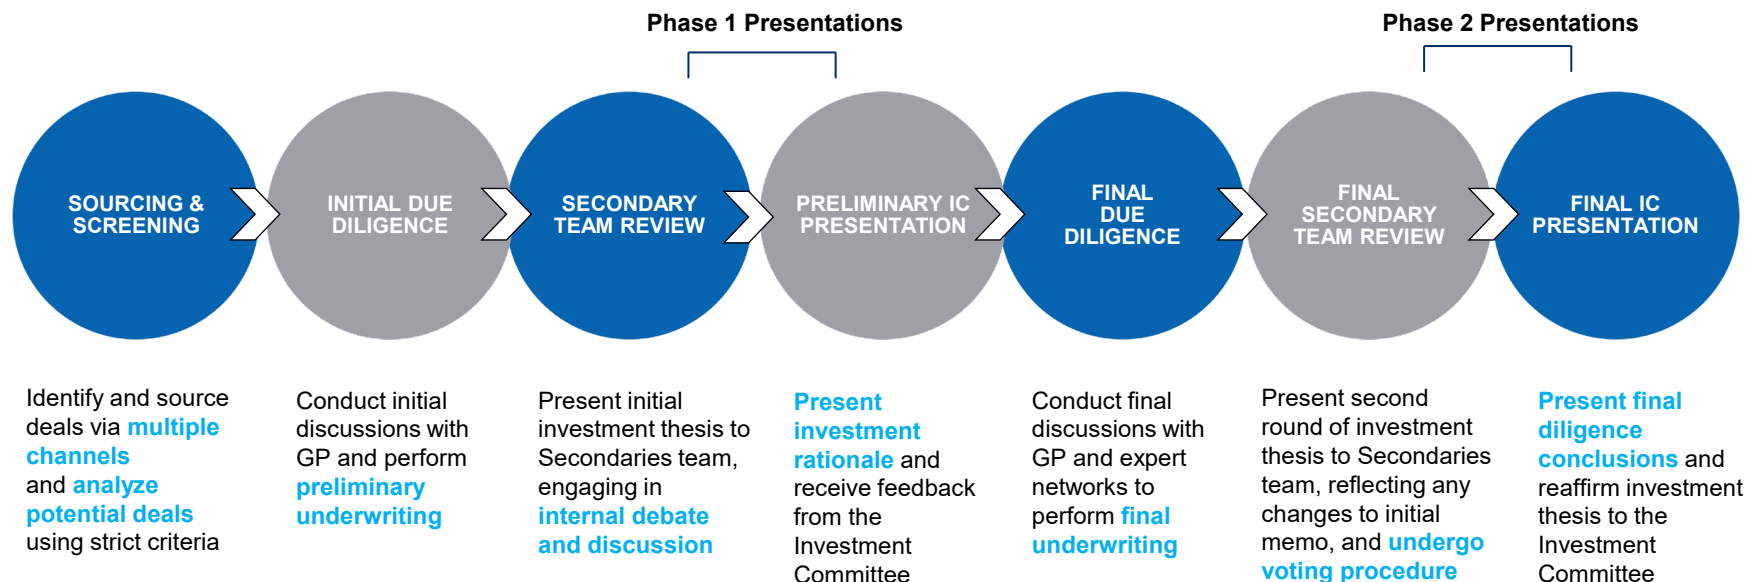 Phase 1 Presentations
Phase 2 Presentations
SOURCING &
SCREENING
INITIAL DUE
DILIGENCE
SECONDARY
TEAM REVIEW
PRELIMINARY IC
PRESENTATION
FINAL
DUE
DILIGENCE
FINAL
SECONDARY
TEAM REVIEW
FINAL IC
PRESENTATION
Identify and source
deals via multiple
channels
and analyze
potential deals
using strict criteria
Conduct initial
discussions with
GP and perform
preliminary
underwriting
Present initial
investment thesis to
Secondaries team,
engaging in
internal debate
and discussion
Present
investment
rationale and
receive feedback
from the
Investment
Committee
Conduct final
discussions with
GP and expert
networks to
perform final
underwriting
Present second
round of investment
thesis to Secondaries
team, reflecting any
changes to initial
memo, and undergo
voting procedure
Present final
diligence
conclusions and
reaffirm investment
thesis to the
Investment
Committee